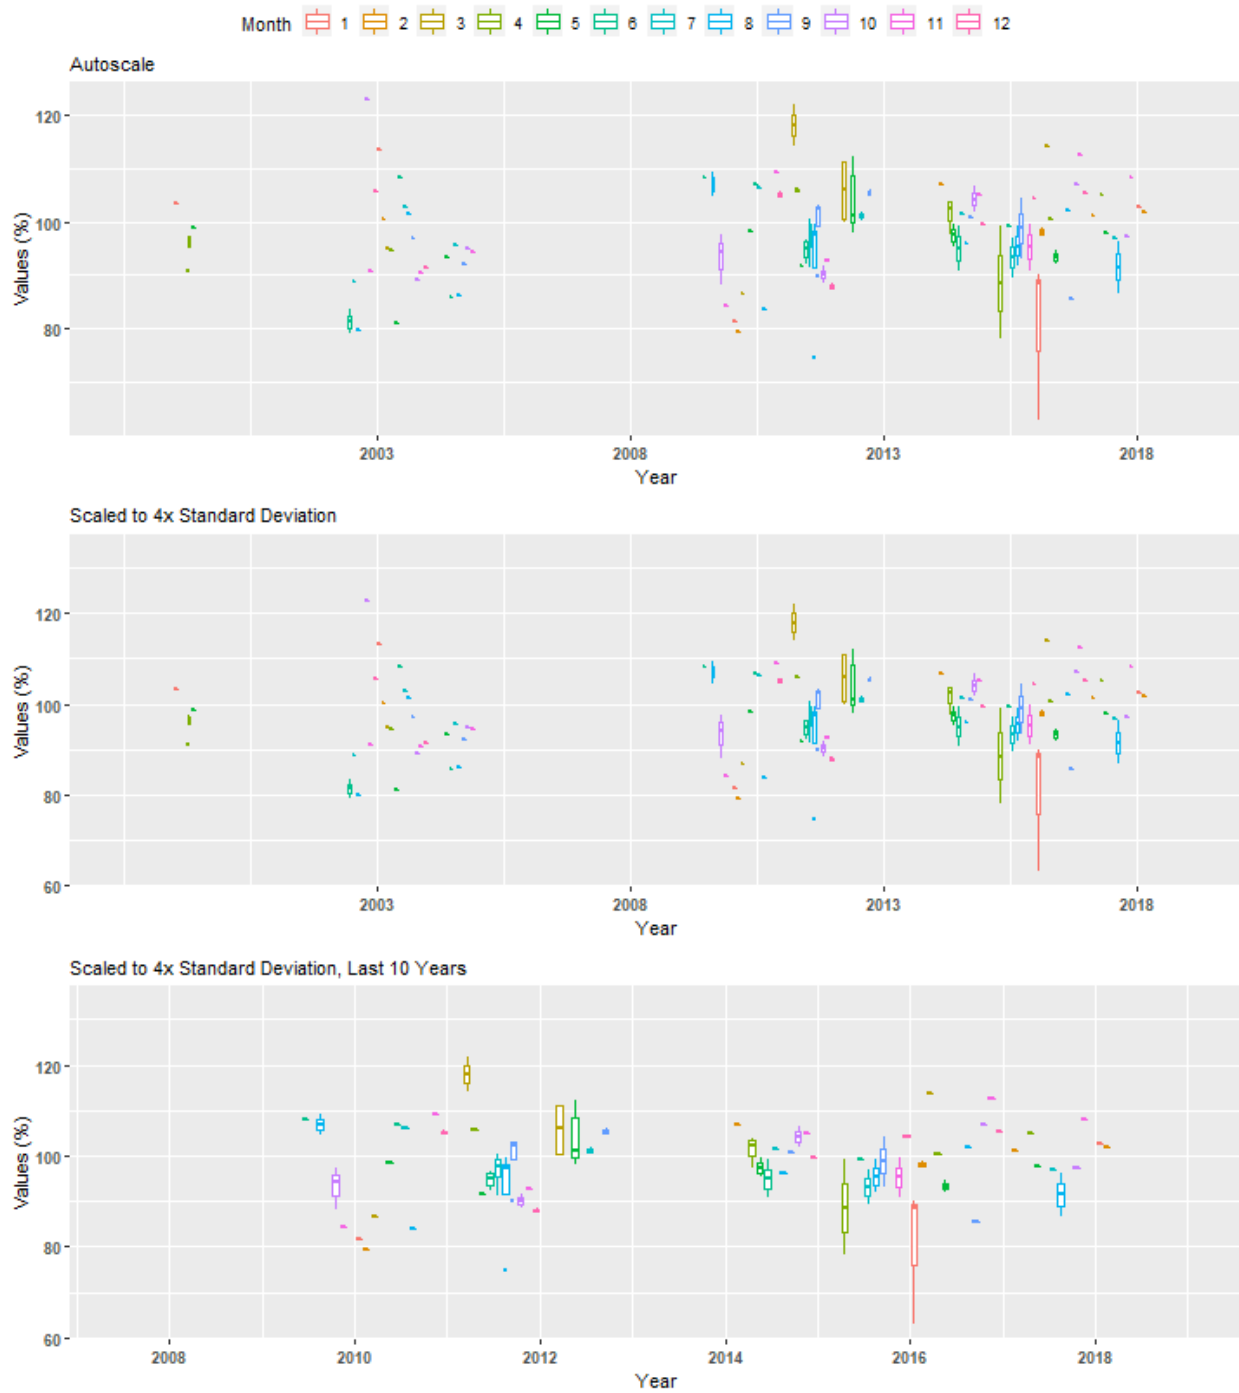 Month 1 2 3 4 5 6 7 8 9 10 11 12
Autoscale
Values (%)
120
100
80
2003 2008 2013 2018
Year
Scaled to 4x Standard Deviation
Values (%)
120
100
80
60
2003 2008 2013 2018
Year
Scaled to 4x Standard Deviation, Last 10 Years
Values (%)
120
100
80
60
2008 2010 2012 2014 2016 2018
Year